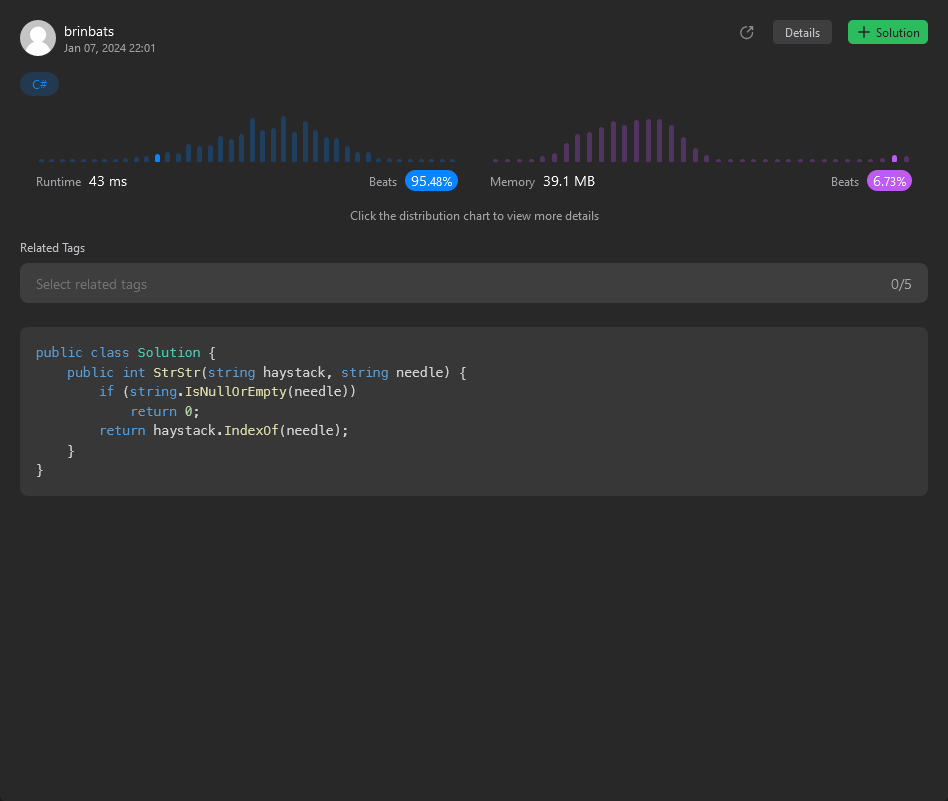 brinbats
Jan 07, 2024 22:01
Details
Solution
C#
Runtime 43 ms
Beats 95.48%
Memory 39.1 MB
Beats 6.73%
Click the distribution chart to view more details
Related Tags
Select related tags
0/5
public class Solution {
    public int StrStr(string haystack, string needle) {
        if (string.IsNullOrEmpty(needle))
            return 0;
        return haystack.IndexOf(needle);
    }
}